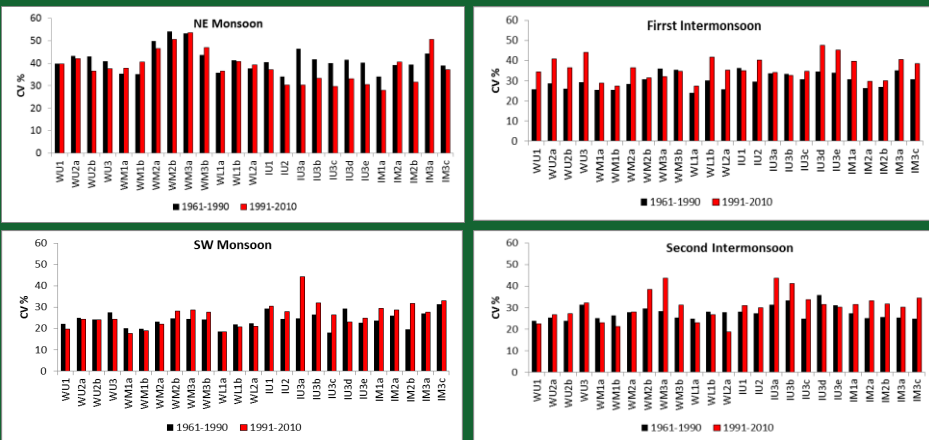 NE Monsoon
CV %
60
50
40
30
20
10
0
WU1 WU2a WU2b WU3 WM1a WM1b WM2a WM2b WM3a WM3b WL1a WL1b WL2a IU1 IU2 IU3a IU3b IU3c IU3d IU3e IM1a IM2a IM2b IM3a IM3c
1961-1990 1991-2010
Firrst Intermonsoon
CV %
60
50
40
30
20
10
0
WU1 WU2a WU2b WU3 WM1a WM1b WM2a WM2b WM3a WM3b WL1a WL1b WL2a IU1 IU2 IU3a IU3b IU3c IU3d IU3e IM1a IM2a IM2b IM3a IM3c
1961-1990 1991-2010
SW Monsoon
CV %
60
50
40
30
20
10
0
WU1 WU2a WU2b WU3 WM1a WM1b WM2a WM2b WM3a WM3b WL1a WL1b WL2a IU1 IU2 IU3a IU3b IU3c IU3d IU3e IM1a IM2a IM2b IM3a IM3c
1961-1990 1991-2010
Second Intermonsoon
CV %
60
50
40
30
20
10
0
WU1 WU2a WU2b WU3 WM1a WM1b WM2a WM2b WM3a WM3b WL1a WL1b WL2a IU1 IU2 IU3a IU3b IU3c IU3d IU3e IM1a IM2a IM2b IM3a IM3c
1961-1990 1991-2010